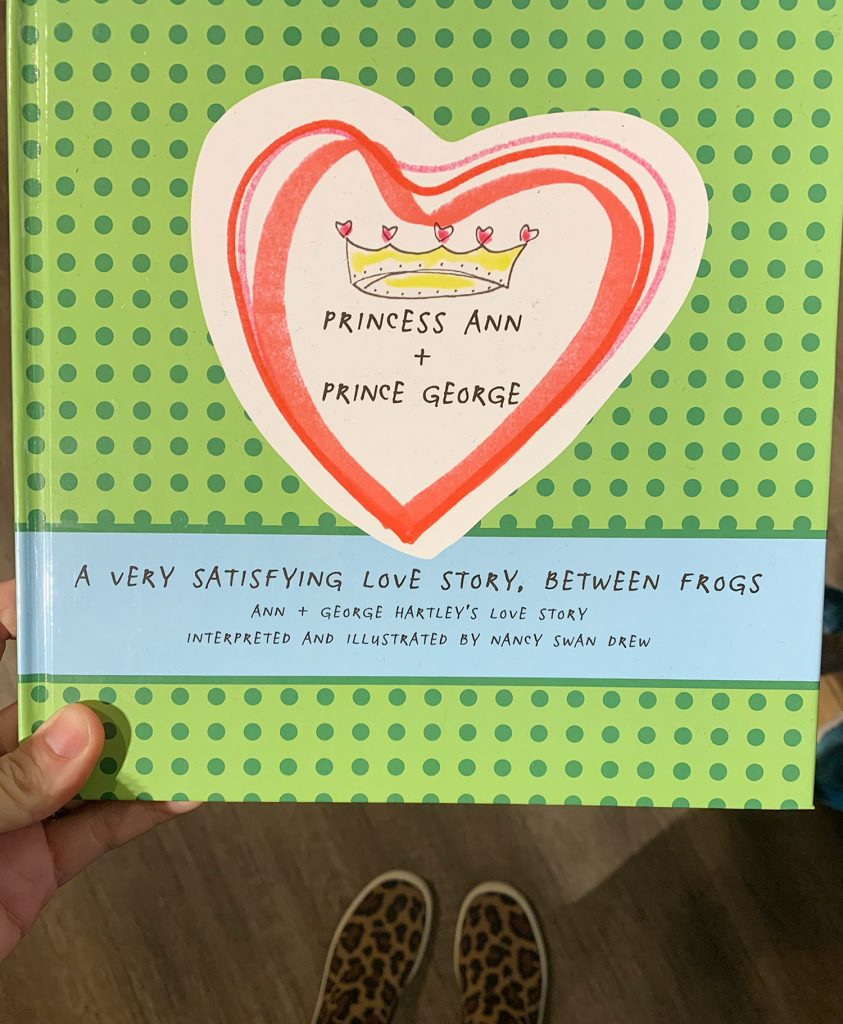 PRINCESS ANN
+
PRINCE GEORGE
A VERY SATISFYING LOVE STORY, BETWEEN FROGS
ANN + GEORGE HARTLEY'S LOVE STORY
INTERPRETED AND ILLUSTRATED BY NANCY SWAN DREW